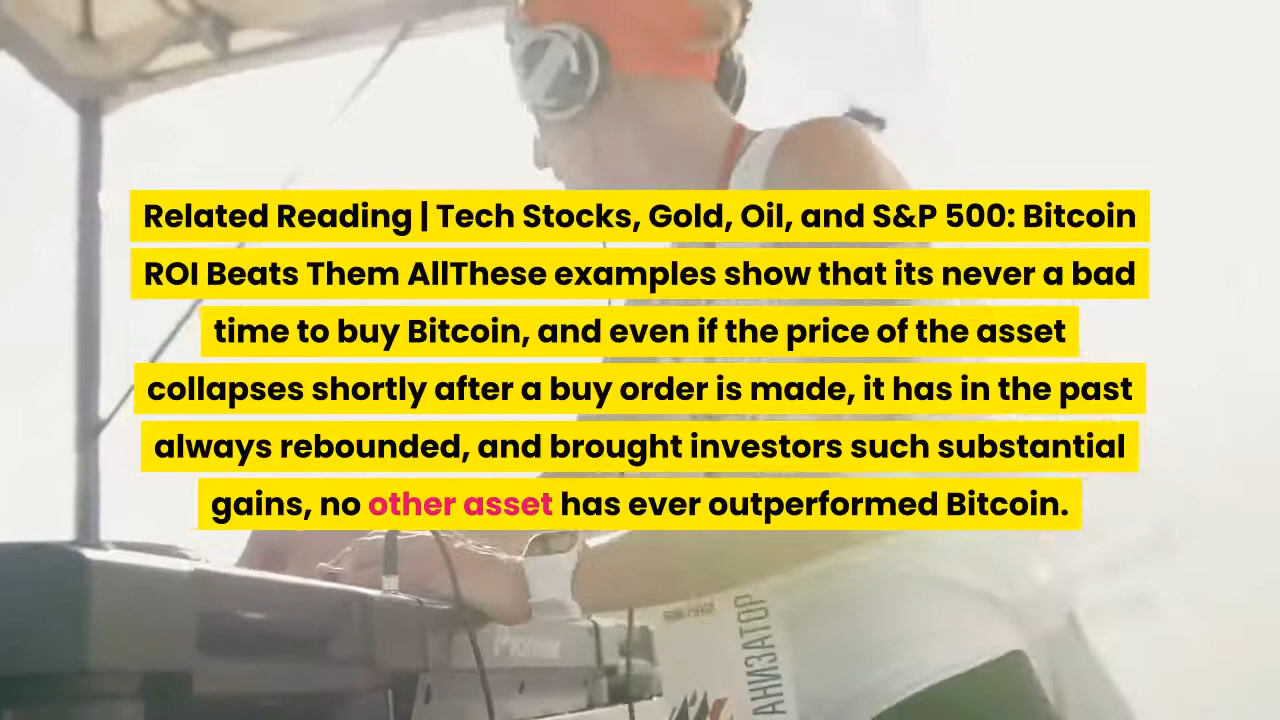 Related Reading | Tech Stocks, Gold, Oil, and S&P 500: Bitcoin
ROI Beats Them AllThese examples show that its never a bad
time to buy Bitcoin, and even if the price of the asset
collapses shortly after a buy order is made, it has in the past
always rebounded, and brought investors such substantial
gains, no other asset has ever outperformed Bitcoin.
Pioneer
АНИЗАТОР